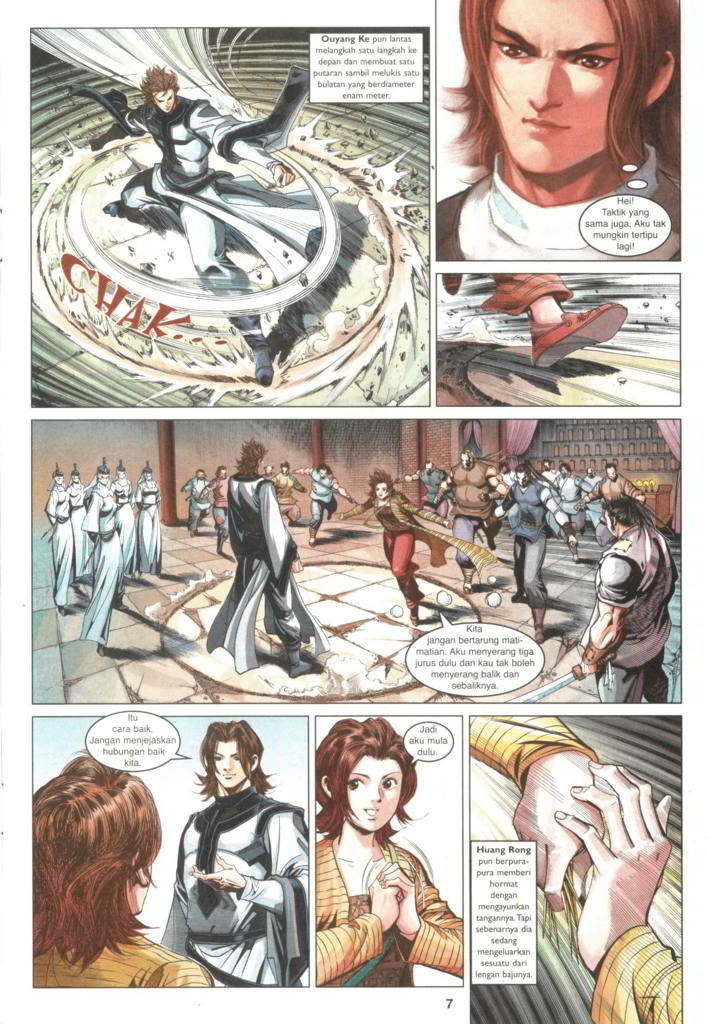 Ouyang Ke pun lantas
melangkah satu langkah ke
depan dan membuat satu
putaran sambil melukis satu
bulatan yang berdiameter
enam meter.
Hei!
Taktik yang
sama juga. Aku tak
mungkin tertipu
lagi!
CHAK...
Kita
jangan bertarung mati-
matian. Aku menyerang tiga
jurus dulu dan kau tak boleh
menyerang balik dan
sebaliknya.
Itu
cara baik.
Jangan menjejaskan
hubungan baik
kita.
Jadi
aku mula
dulu.
Huang Rong
pun berpura-
pura memberi
hormat
dengan
mengayunkan
tangannya. Tapi
sebenarnya dia
sedang
mengeluarkan
sesuatu dari
lengan bajunya.
7
7